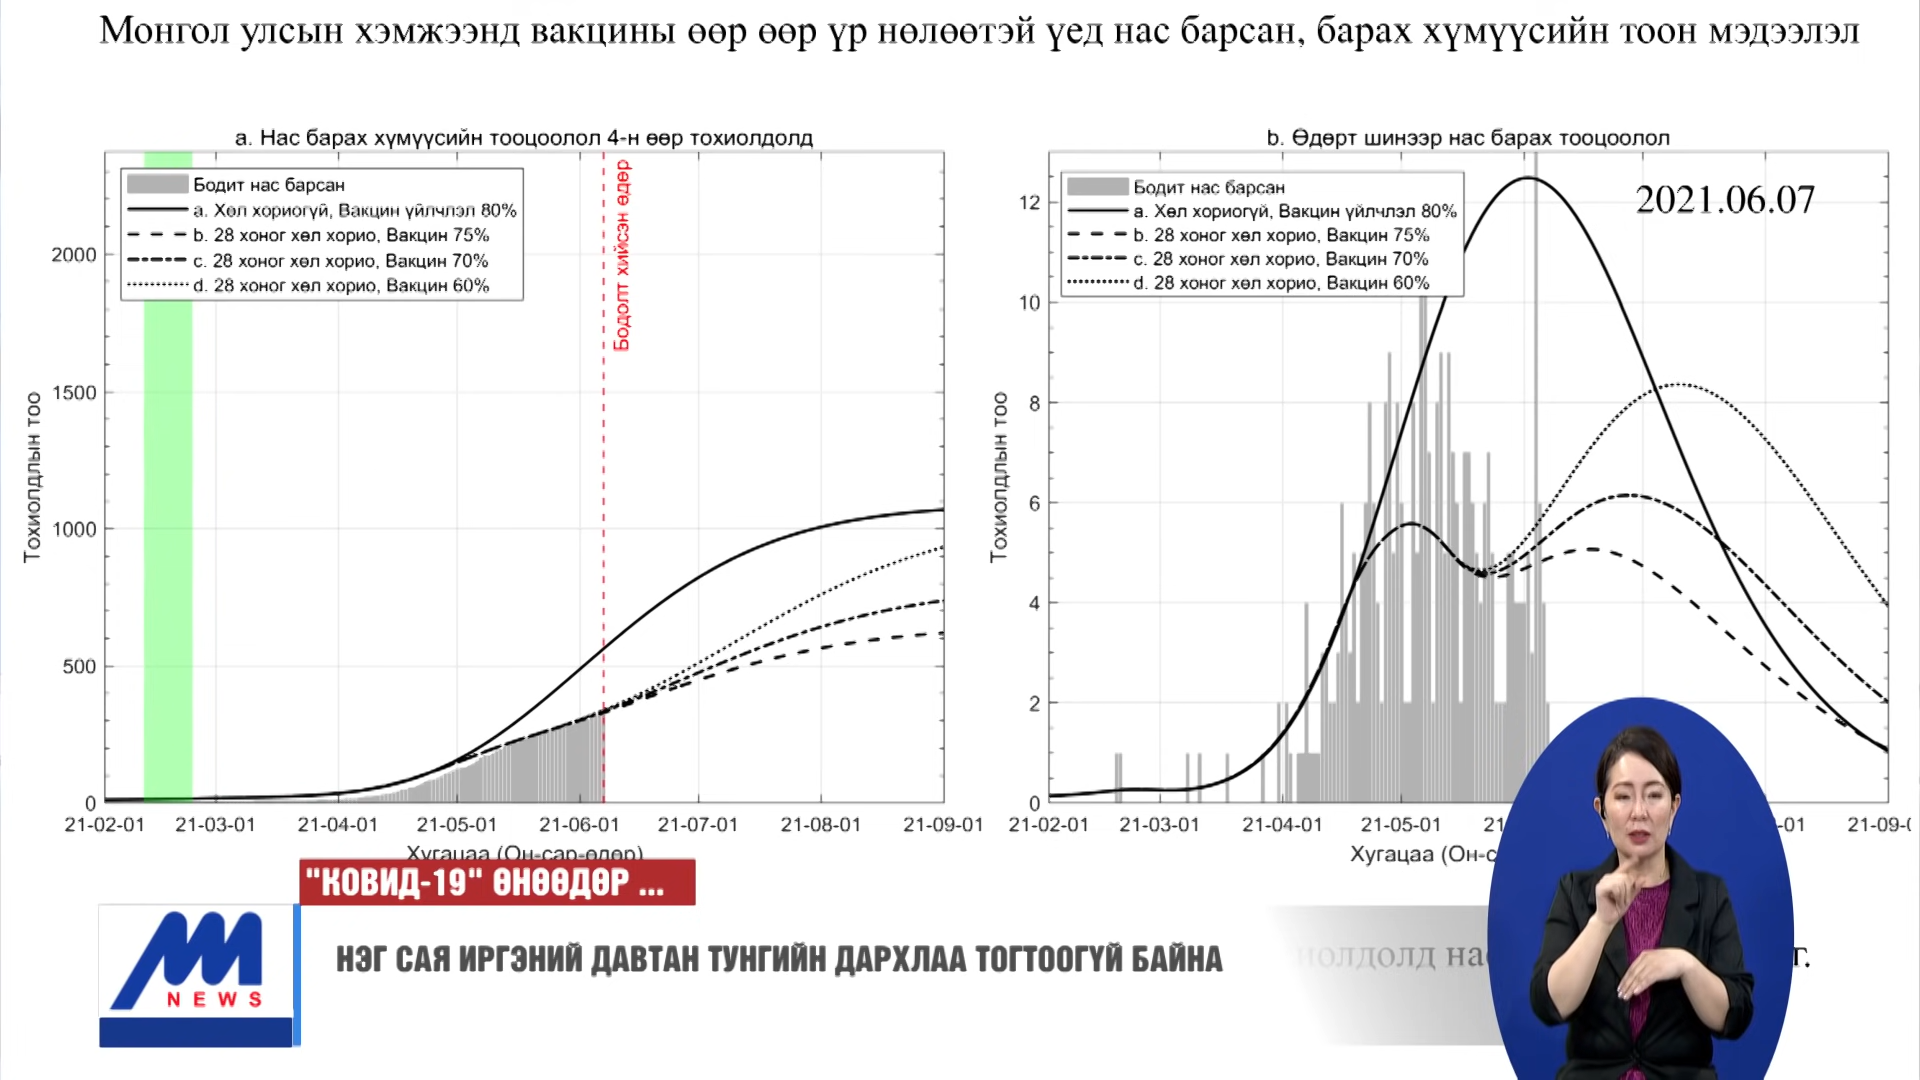 Монгол улсын хэмжээнд вакцины өөр өөр үр нөлөөтэй үед нас барсан, барах хүмүүсийн тоон мэдээлэл
a. Нас барах хүмүүсийн тооцоолол 4-н өөр тохиолдолд
Бодит нас барсан
a. Хөл хориогүй, Вакцин үйлчлэл 80%
b. 28 хоног хөл хорио, Вакцин 75%
c. 28 хоног хөл хорио, Вакцин 70%
d. 28 хоног хөл хорио, Вакцин 60%
Бодолт хийсэн өдөр
Тохиолдлын тоо
2000
1500
1000
500
0
21-02-01 21-03-01 21-04-01 21-05-01 21-06-01 21-07-01 21-08-01 21-09-01
Хугацаа (Он-сар-өдөр)
b. Өдөрт шинээр нас барах тооцоолол
2021.06.07
Бодит нас барсан
a. Хөл хориогүй, Вакцин үйлчлэл 80%
b. 28 хоног хөл хорио, Вакцин 75%
c. 28 хоног хөл хорио, Вакцин 70%
d. 28 хоног хөл хорио, Вакцин 60%
Тохиолдлын тоо
12
10
8
6
4
2
0
21-02-01 21-03-01 21-04-01 21-05-01
Хугацаа (Он-с
"КОВИД-19" ӨНӨӨДӨР ...
НЭГ САЯ ИРГЭНИЙ ДАВТАН ТУНГИЙН ДАРХЛАА ТОГТООГҮЙ БАЙНА
NEWS